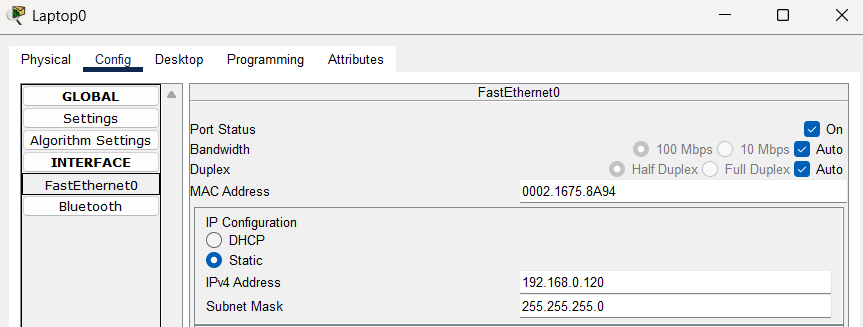 Laptop0
Physical Config Desktop Programming Attributes
GLOBAL
Settings
Algorithm Settings
INTERFACE
FastEthernet0
Bluetooth
FastEthernet0
Port Status On
Bandwidth 100 Mbps 10 Mbps Auto
Duplex Half Duplex Full Duplex Auto
MAC Address 0002.1675.8A94
IP Configuration
DHCP
Static
IPv4 Address 192.168.0.120
Subnet Mask 255.255.255.0